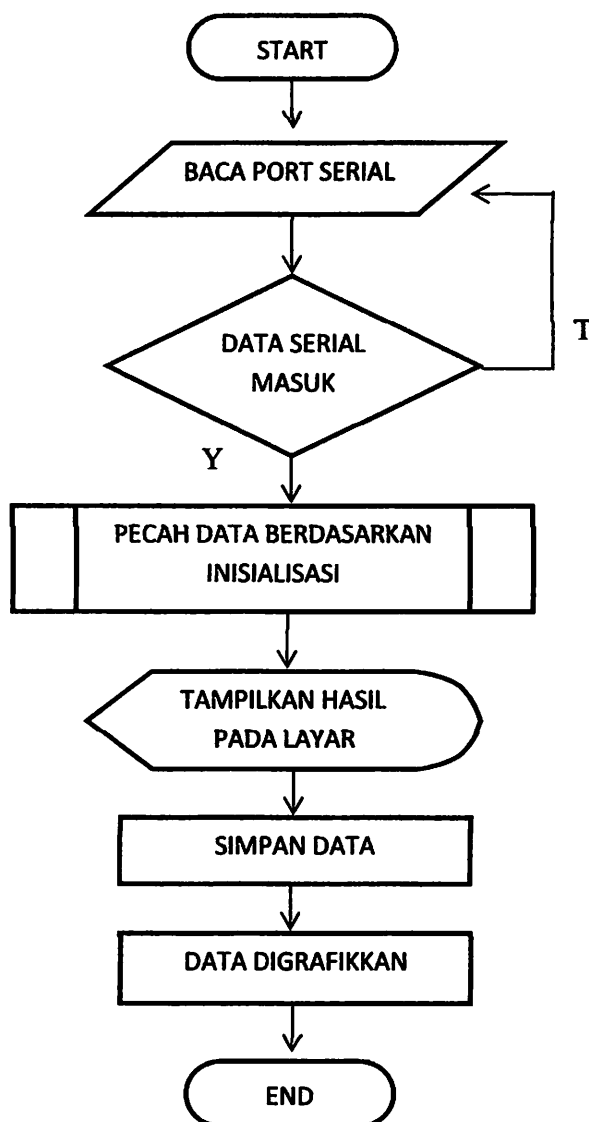 START
BACA PORT SERIAL
DATA SERIAL
MASUK
T
Y
PECAH DATA BERDASARKAN
INISIALISASI
TAMPILKAN HASIL
PADA LAYAR
SIMPAN DATA
DATA DIGRAFIKKAN
END